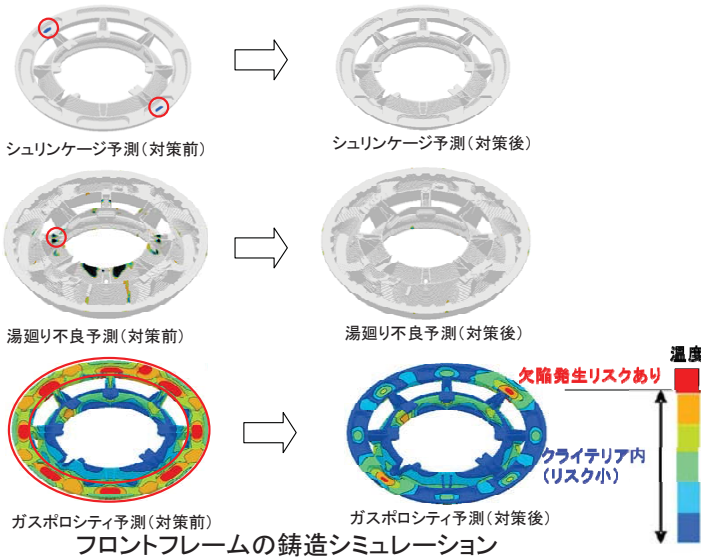 シュリンケージ予測(対策前)
シュリンケージ予測(対策後)
湯廻り不良予測(対策前)
湯廻り不良予測(対策後)
温度
欠陥発生リスクあり
クライテリア内
(リスク小)
ガスポロシティ予測(対策前)
ガスポロシティ予測(対策後)
フロントフレームの鋳造シミュレーション